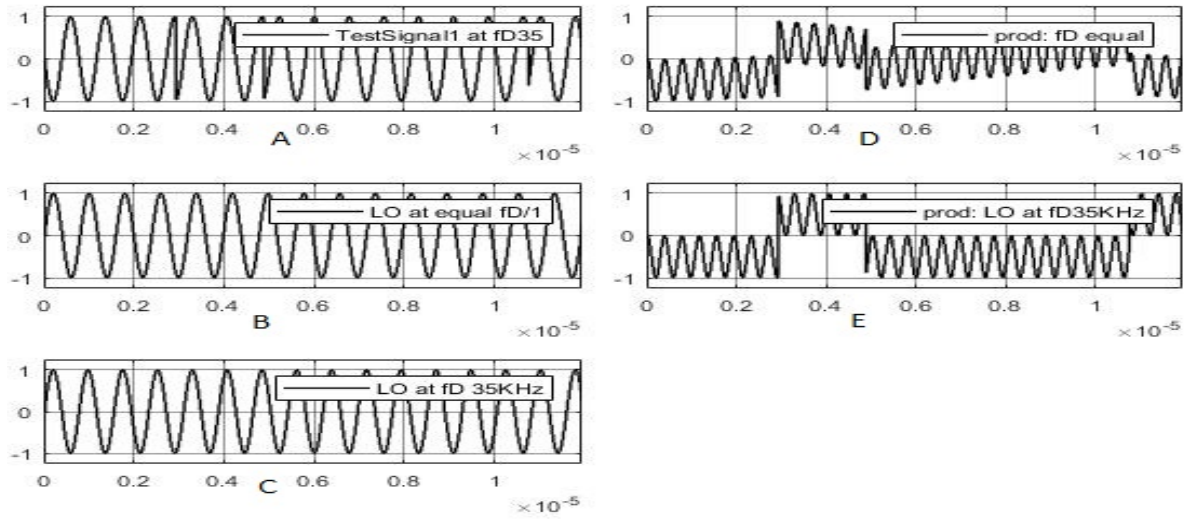 1
0
-1
TestSignal1 at fD35
0 0.2 0.4 0.6 0.8 1
×10-5
A
1
0
-1
prod: fD equal
0 0.2 0.4 0.6 0.8 1
×10-5
D
1
0
-1
LO at equal fD/1
0 0.2 0.4 0.6 0.8 1
×10-5
B
1
0
-1
prod: LO at fD35KHz
0 0.2 0.4 0.6 0.8 1
×10-5
E
1
0
-1
LO at fD 35KHz
0 0.2 0.4 0.6 0.8 1
×10-5
C